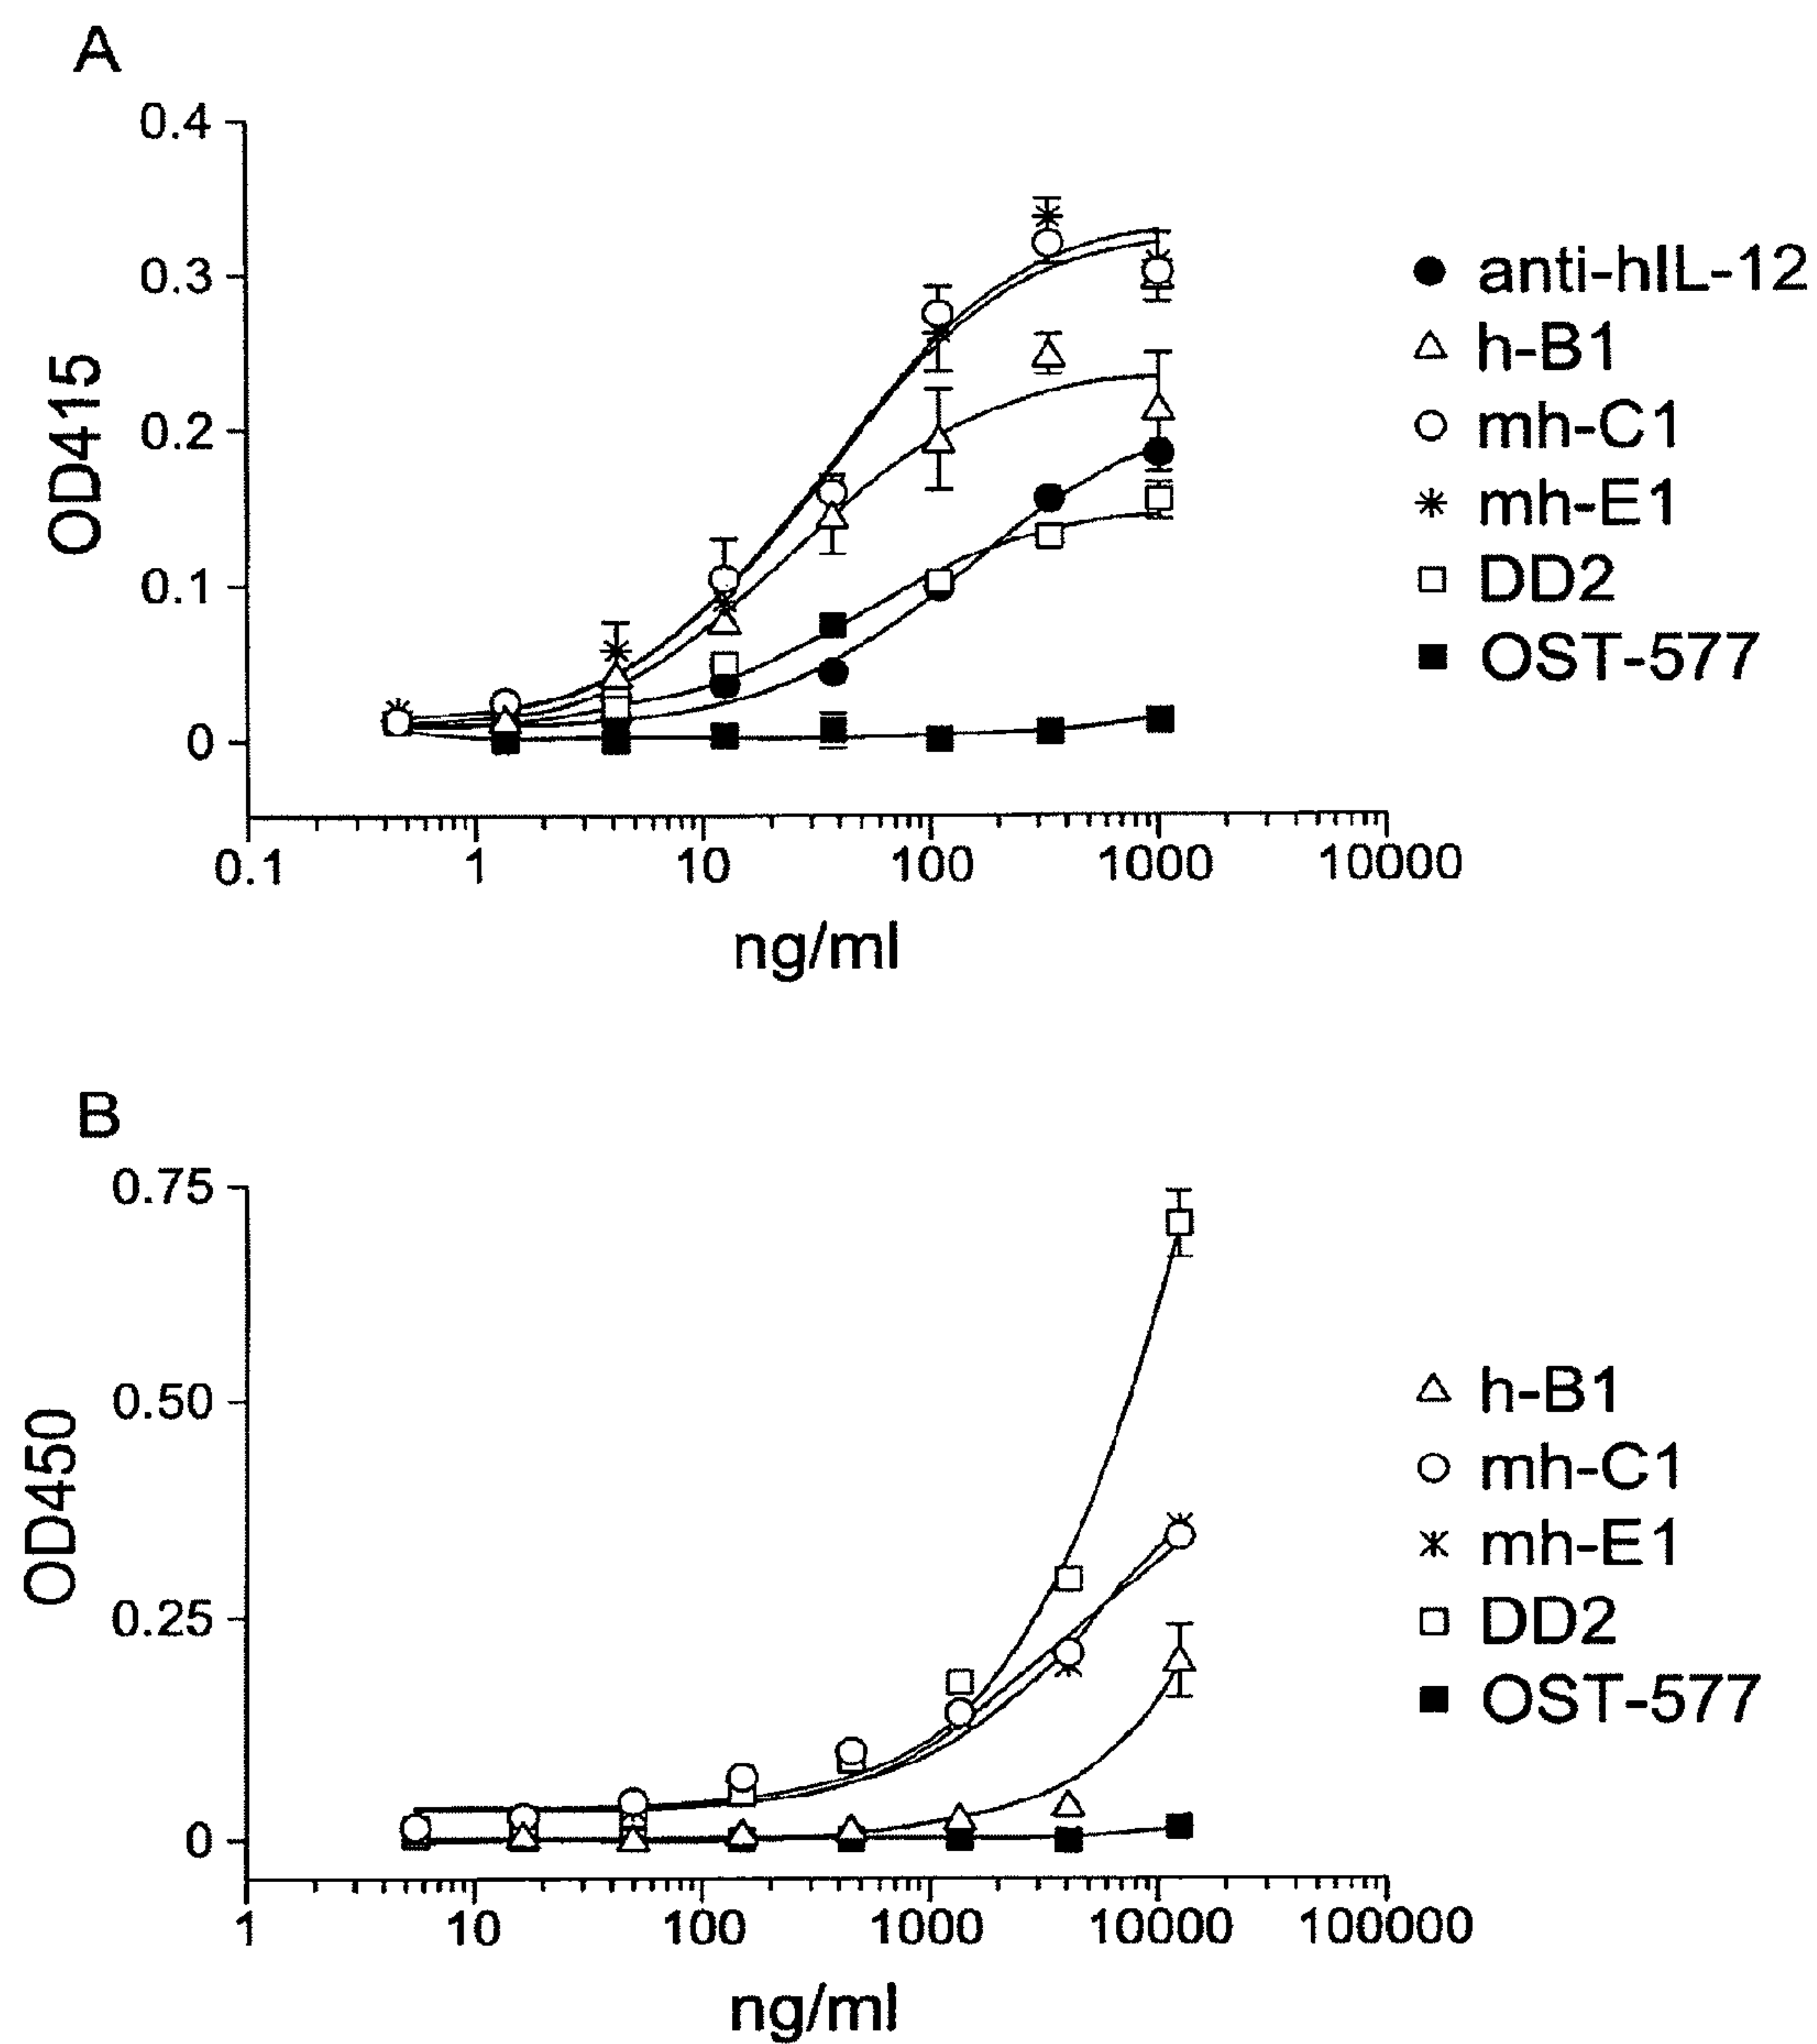 A
0.4
0.3
0.2
0.1
0
OD415
0.1 1 10 100 1000 10000
ng/ml
anti-hIL-12
h-B1
mh-C1
mh-E1
DD2
OST-577
B
0.75
0.50
0.25
0
OD450
1 10 100 1000 10000 100000
ng/ml
h-B1
mh-C1
mh-E1
DD2
OST-577